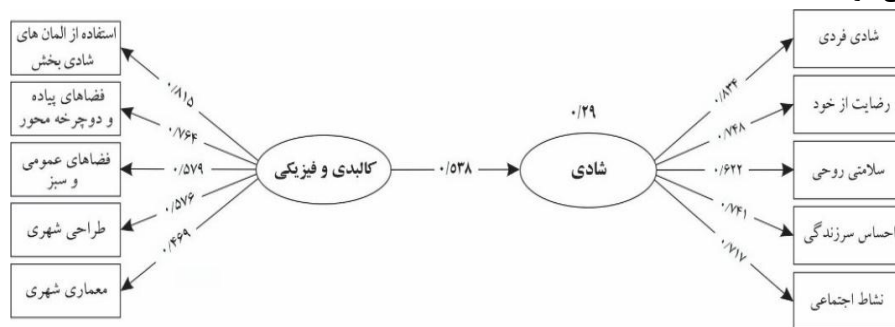 شادی فردی
رضایت از خود
سلامتی روحی
احساس سرزندگی
نشاط اجتماعی
۰/۸۳۴
۰/۷۴۸
۰/۶۲۲
۰/۷۴۱
۰/۷۱۷
۰/۲۹
شادی
۰/۵۳۸
کالبدی و فیزیکی
۰/۸۱۵
۰/۷۶۴
۰/۵۷۹
۰/۵۷۶
۰/۴۶۹
استفاده از المان های
شادی بخش
فضاهای پیاده
و دوچرخه محور
فضاهای عمومی
و سبز
طراحی شهری
معماری شهری